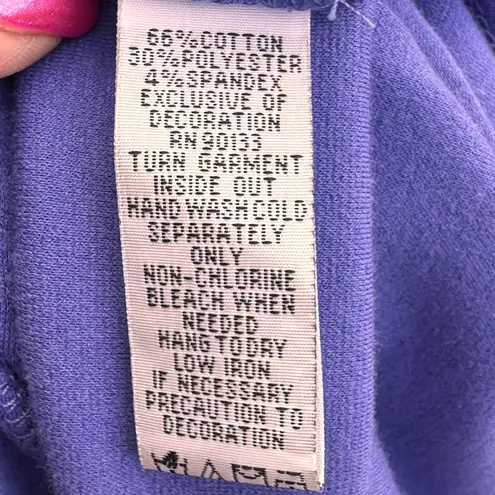 66%COTTON
30%POLYESTER
4%SPANDEX
EXCLUSIVE OF
DECORATION
RN 90133
TURN GARMENT
INSIDE OUT
HAND WASH COLD
SEPARATELY
ONLY
NON-CHLORINE
BLEACH WHEN
NEEDED
HANG TO DRY
LOW IRON
IF NECESSARY
PRECAUTION TO
DECORATION